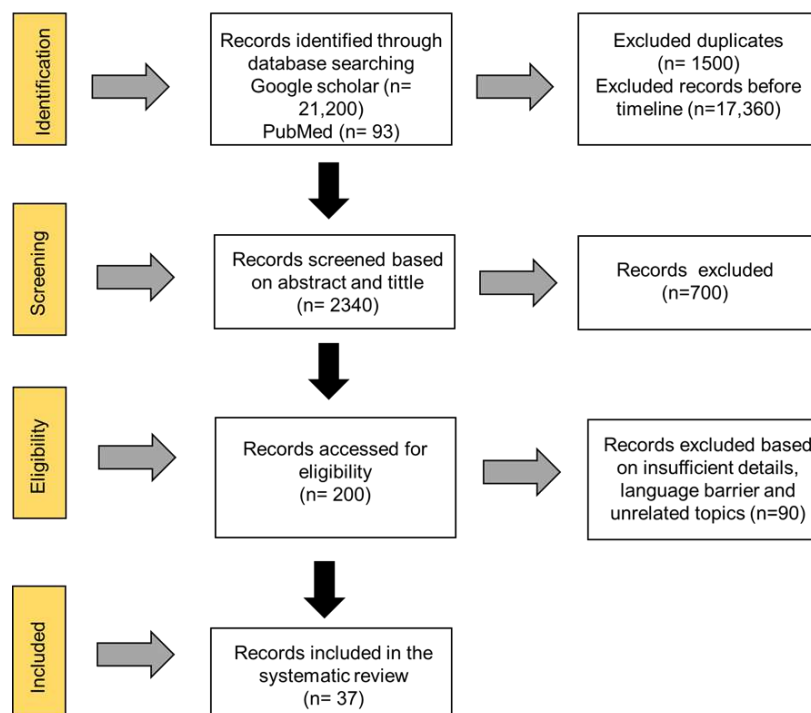 Identification
Records identified through
database searching
Google scholar (n=
21,200)
PubMed (n= 93)
Excluded duplicates
(n= 1500)
Excluded records before
timeline (n=17,360)
Screening
Records screened based
on abstract and tittle
(n= 2340)
Records excluded
(n=700)
Eligibility
Records accessed for
eligibility
(n= 200)
Records excluded based
on insufficient details,
language barrier and
unrelated topics (n=90)
Included
Records included in the
systematic review
(n= 37)